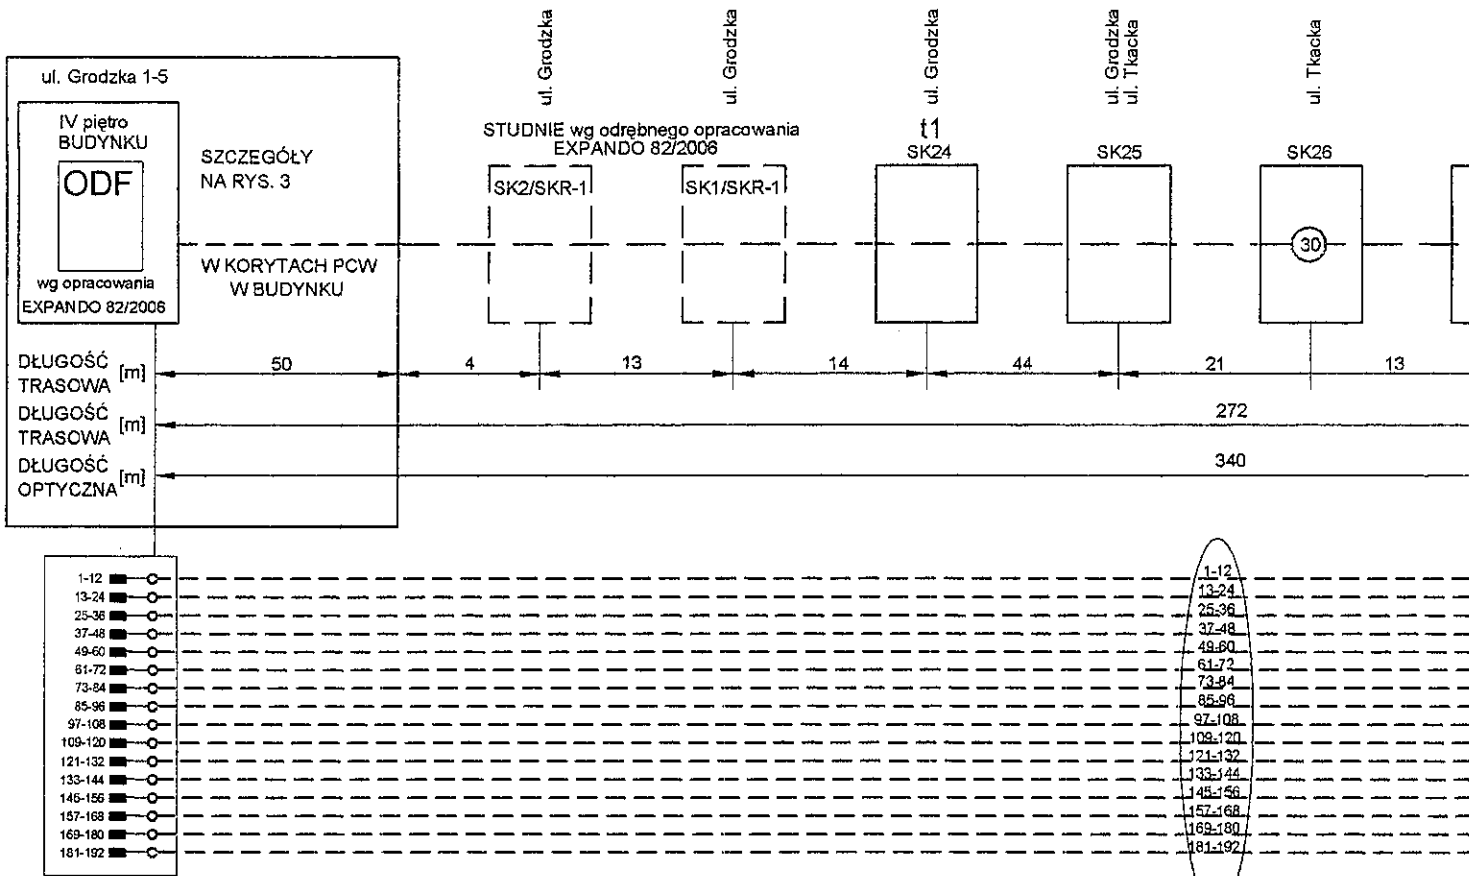 ul. Grodzka
ul. Grodzka
ul. Grodzka
ul. Grodzka
ul. Tkacka
ul. Tkacka
ul. Grodzka 1-5
IV piętro
BUDYNKU
ODF
wg opracowania
EXPANDO 82/2006
SZCZEGÓŁY
NA RYS. 3
W KORYTACH PCW
W BUDYNKU
STUDNIE wg odrębnego opracowania
EXPANDO 82/2006
SK2/SKR-1
SK1/SKR-1
t1
SK24
SK25
SK26
30
DŁUGOŚĆ
TRASOWA [m]
50
4
13
14
44
21
13
DŁUGOŚĆ
TRASOWA [m]
272
DŁUGOŚĆ
OPTYCZNA [m]
340
1-12
13-24
25-36
37-48
49-60
61-72
73-84
85-96
97-108
109-120
121-132
133-144
145-156
157-168
169-180
181-192
1-12
13-24
25-36
37-48
49-60
61-72
73-84
85-96
97-108
109-120
121-132
133-144
145-156
157-168
169-180
181-192